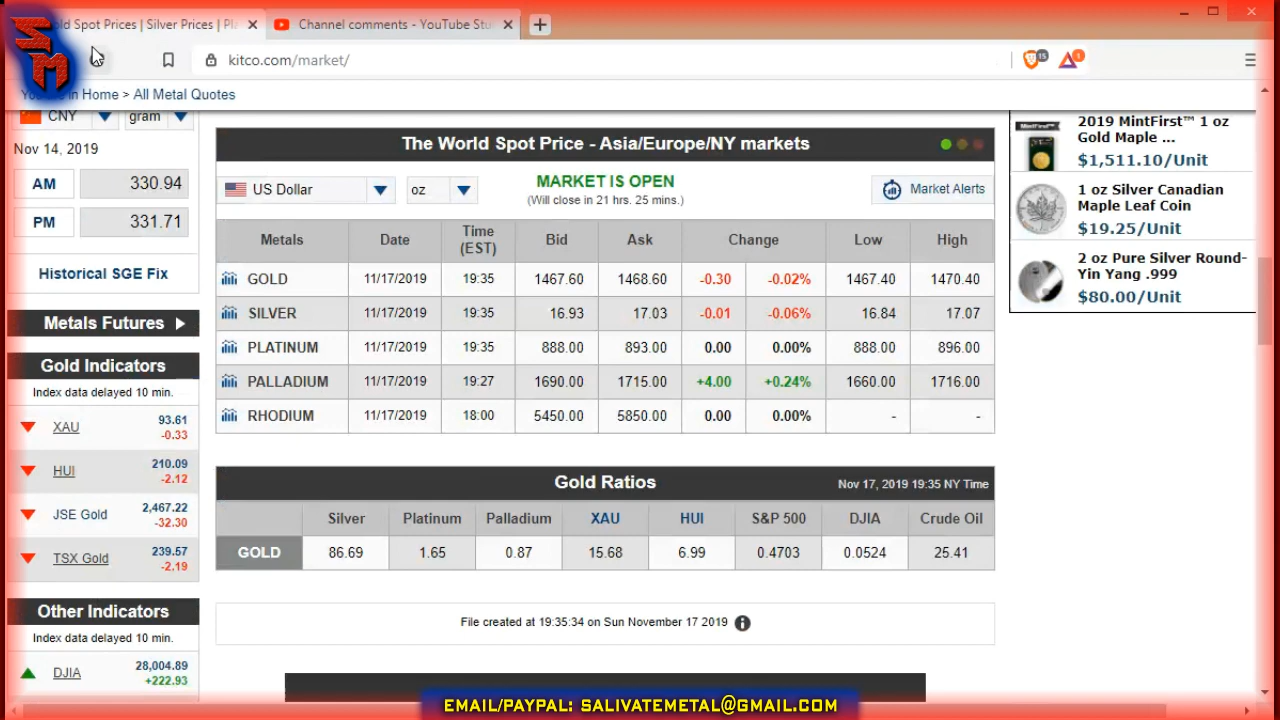 ld Spot Prices | Silver Prices | Pl
Channel comments - YouTube Stu
SM
kitco.com/market/
15
1
You are in Home > All Metal Quotes
CNY gram
Nov 14, 2019
AM 330.94
PM 331.71
Historical SGE Fix
Metals Futures
Gold Indicators
Index data delayed 10 min.
XAU 93.61
-0.33
HUI 210.09
-2.12
JSE Gold 2,467.22
-32.30
TSX Gold 239.57
-2.19
Other Indicators
Index data delayed 10 min.
DJIA 28,004.89
+222.93
The World Spot Price - Asia/Europe/NY markets
US Dollar oz
MARKET IS OPEN
(Will close in 21 hrs. 25 mins.)
Market Alerts
Metals Date Time (EST) Bid Ask Change Low High
GOLD 11/17/2019 19:35 1467.60 1468.60 -0.30 -0.02% 1467.40 1470.40
SILVER 11/17/2019 19:35 16.93 17.03 -0.01 -0.06% 16.84 17.07
PLATINUM 11/17/2019 19:35 888.00 893.00 0.00 0.00% 888.00 896.00
PALLADIUM 11/17/2019 19:27 1690.00 1715.00 +4.00 +0.24% 1660.00 1716.00
RHODIUM 11/17/2019 18:00 5450.00 5850.00 0.00 0.00% - -
Gold Ratios
Nov 17, 2019 19:35 NY Time
Silver Platinum Palladium XAU HUI S&P 500 DJIA Crude Oil
GOLD 86.69 1.65 0.87 15.68 6.99 0.4703 0.0524 25.41
File created at 19:35:34 on Sun November 17 2019
2019 MintFirst™ 1 oz
Gold Maple ...
$1,511.10/Unit
1 oz Silver Canadian
Maple Leaf Coin
$19.25/Unit
2 oz Pure Silver Round-
Yin Yang .999
$80.00/Unit
EMAIL/PAYPAL: SALIVATEMETAL@GMAIL.COM